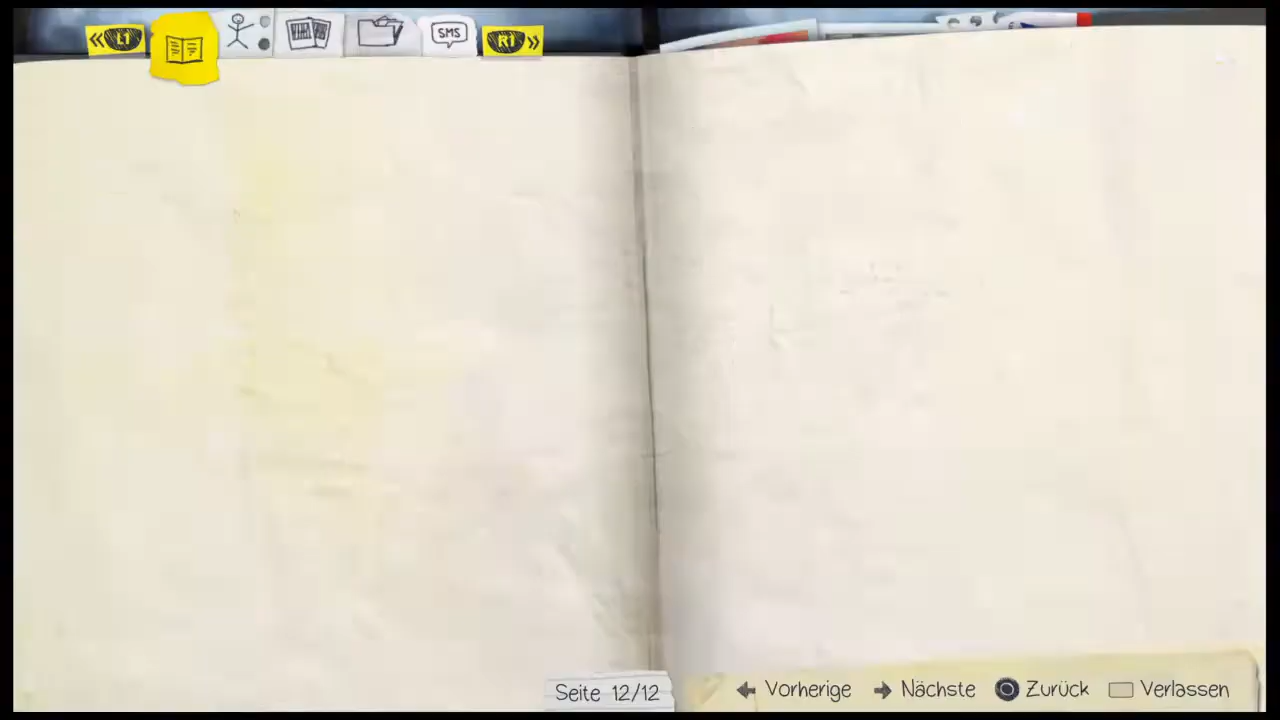 L1
SMS
R1
Seite 12/12
Vorherige
Nächste
Zurück
Verlassen